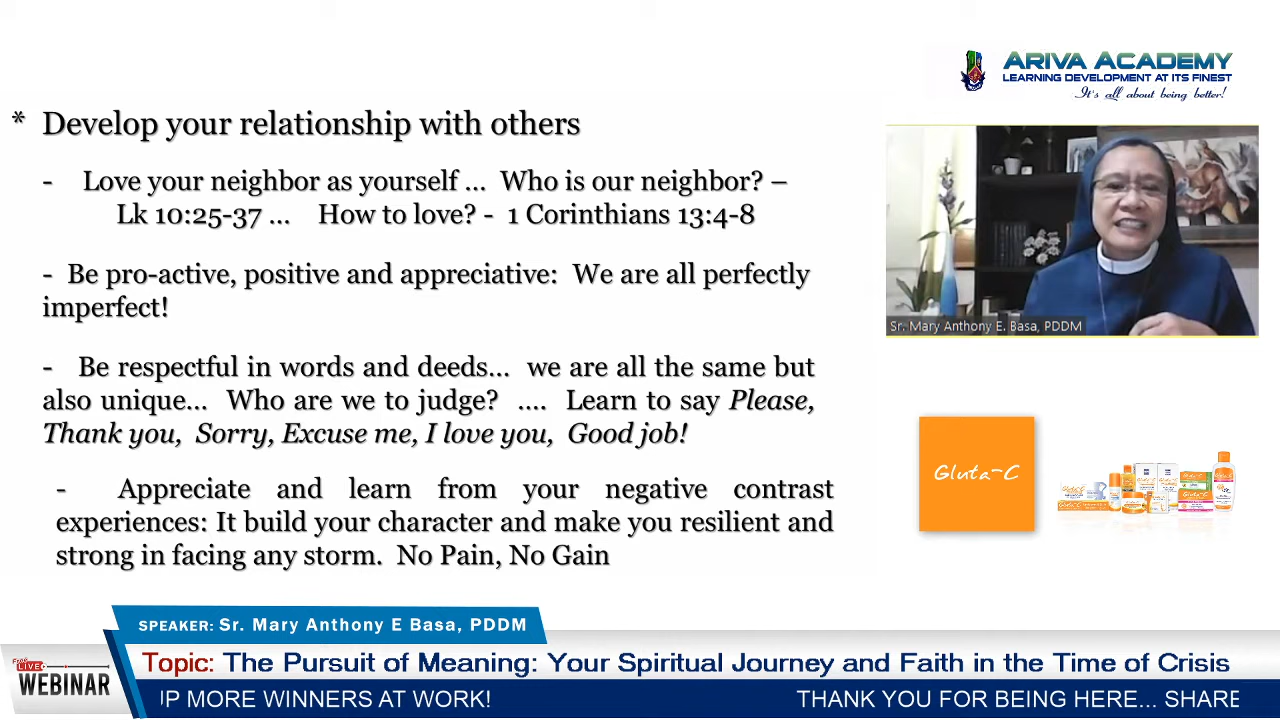 ARIVA ACADEMY
LEARNING DEVELOPMENT AT ITS FINEST
It's all about being better!
* Develop your relationship with others
- Love your neighbor as yourself ... Who is our neighbor? –
Lk 10:25-37 ... How to love? - 1 Corinthians 13:4-8
- Be pro-active, positive and appreciative: We are all perfectly
imperfect!
- Be respectful in words and deeds... we are all the same but
also unique... Who are we to judge? .... Learn to say Please,
Thank you, Sorry, Excuse me, I love you, Good job!
- Appreciate and learn from your negative contrast
experiences: It build your character and make you resilient and
strong in facing any storm. No Pain, No Gain
Sr. Mary Anthony E. Basa, PDDM
Gluta-C
SPEAKER: Sr. Mary Anthony E Basa, PDDM
Free
LIVE
WEBINAR
Topic: The Pursuit of Meaning: Your Spiritual Journey and Faith in the Time of Crisis
UP MORE WINNERS AT WORK! THANK YOU FOR BEING HERE... SHARE